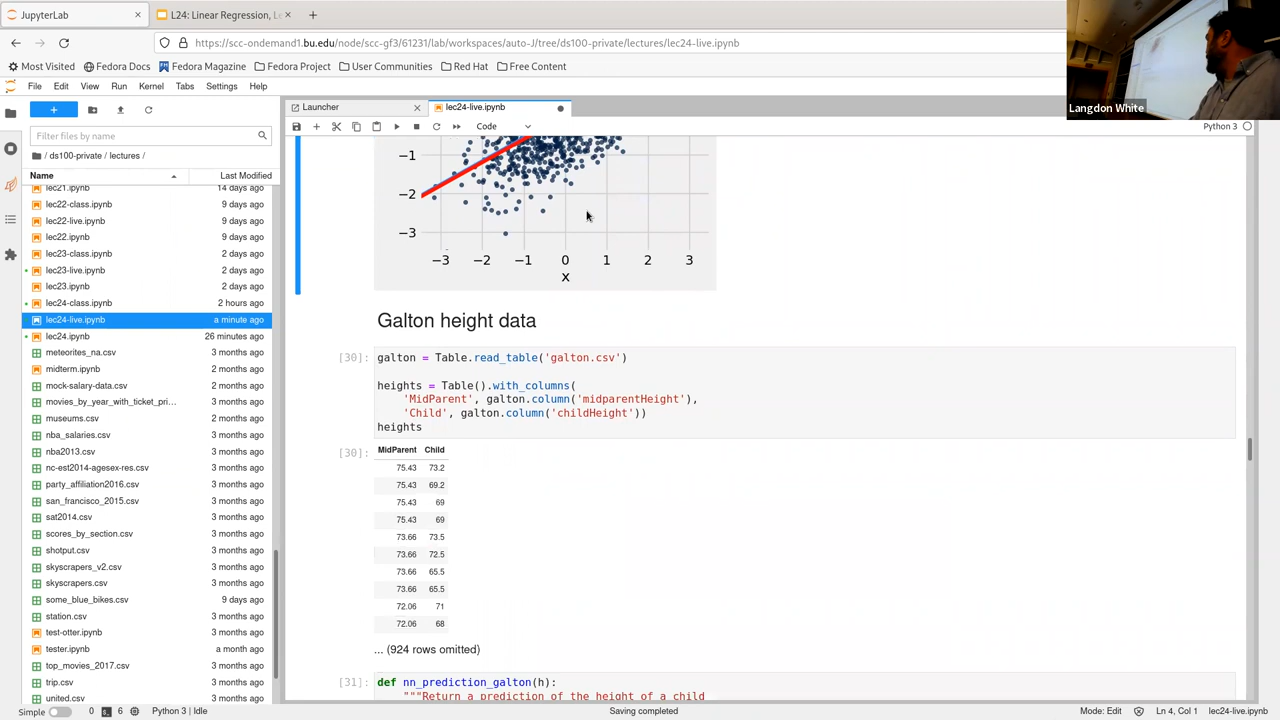 JupyterLab
L24: Linear Regression, Le
https://scc-ondemand1.bu.edu/node/scc-gf3/61231/lab/workspaces/auto-J/tree/ds100-private/lectures/lec24-live.ipynb
Most Visited Fedora Docs Fedora Magazine Fedora Project User Communities Red Hat Free Content
Langdon White
File Edit View Run Kernel Tabs Settings Help
Launcher
lec24-live.ipynb
Code
Python 3
Filter files by name
/ ds100-private / lectures /
Name Last Modified
lec21.ipynb 14 days ago
lec22-class.ipynb 9 days ago
lec22-live.ipynb 9 days ago
lec22.ipynb 9 days ago
lec23-class.ipynb 2 days ago
lec23-live.ipynb 2 days ago
lec23.ipynb 2 days ago
lec24-class.ipynb 2 hours ago
lec24-live.ipynb a minute ago
lec24.ipynb 26 minutes ago
meteorites_na.csv 3 months ago
midterm.ipynb 2 months ago
mock-salary-data.csv 2 months ago
movies_by_year_with_ticket_pri... 3 months ago
museums.csv 2 months ago
nba_salaries.csv 3 months ago
nba2013.csv 3 months ago
nc-est2014-agesex-res.csv 3 months ago
party_affiliation2016.csv 3 months ago
san_francisco_2015.csv 3 months ago
sat2014.csv 3 months ago
scores_by_section.csv 3 months ago
shotput.csv 3 months ago
skyscrapers_v2.csv 3 months ago
skyscrapers.csv 3 months ago
some_blue_bikes.csv 9 days ago
station.csv 3 months ago
test-otter.ipynb 3 months ago
tester.ipynb a month ago
top_movies_2017.csv 3 months ago
trip.csv 3 months ago
united.csv 3 months ago
−1
−2
−3
−3 −2 −1 0 1 2 3
x
Galton height data
[30]: galton = Table.read_table('galton.csv')
heights = Table().with_columns(
'MidParent', galton.column('midparentHeight'),
'Child', galton.column('childHeight'))
heights
[30]: MidParent Child
75.43 73.2
75.43 69.2
75.43 69
75.43 69
73.66 73.5
73.66 72.5
73.66 65.5
73.66 65.5
72.06 71
72.06 68
... (924 rows omitted)
[31]: def nn_prediction_galton(h):
"""Return a prediction of the height of a child
Simple 0 6 Python 3 | Idle Saving completed Mode: Edit Ln 4, Col 1 lec24-live.ipynb